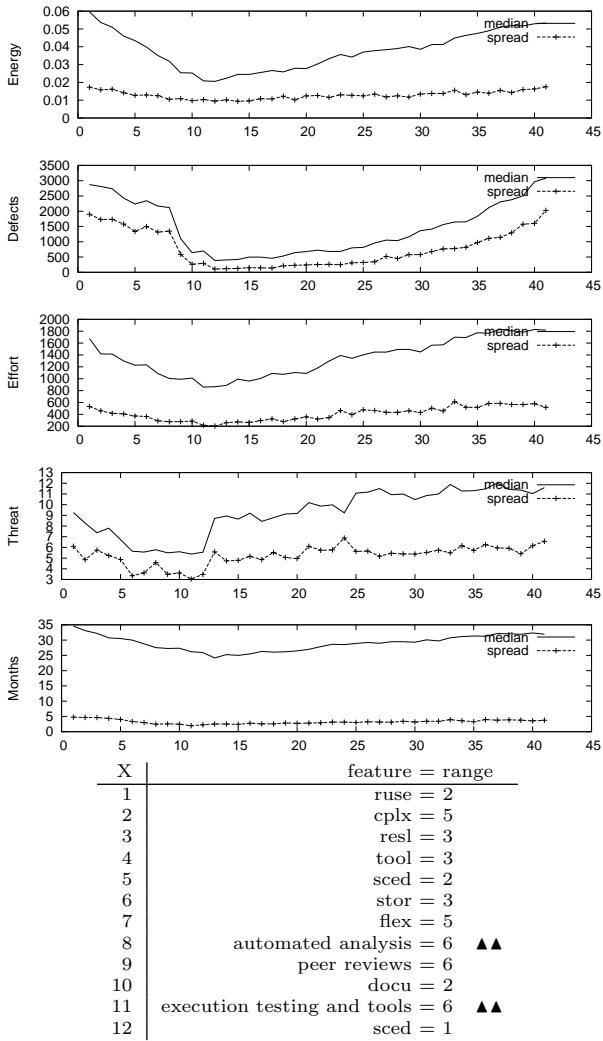 Energy
0.06
0.05
0.04
0.03
0.02
0.01
0
median
spread
0 5 10 15 20 25 30 35 40 45
Defects
3500
3000
2500
2000
1500
1000
500
0
median
spread
0 5 10 15 20 25 30 35 40 45
Effort
2000
1800
1600
1400
1200
1000
800
600
400
200
median
spread
0 5 10 15 20 25 30 35 40 45
Threat
13
12
11
10
9
8
7
6
5
4
3
median
spread
0 5 10 15 20 25 30 35 40 45
Months
35
30
25
20
15
10
5
0
median
spread
0 5 10 15 20 25 30 35 40 45
X feature = range
1 ruse = 2
2 cplx = 5
3 resl = 3
4 tool = 3
5 sced = 2
6 stor = 3
7 flex = 5
8 automated analysis = 6 ▲▲
9 peer reviews = 6
10 docu = 2
11 execution testing and tools = 6 ▲▲
12 sced = 1